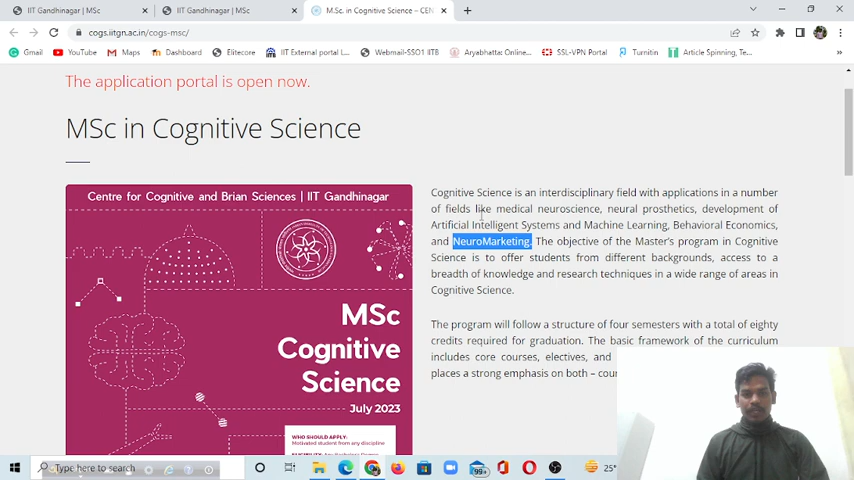 IIT Gandhinagar | MSc
IIT Gandhinagar | MSc
M.Sc. in Cognitive Science – CEN
cogs.iitgn.ac.in/cogs-msc/
Gmail
YouTube
Maps
Dashboard
Elitecore
IIT External portal l...
Webmail-SSO1 IITB
Aryabhatta: Online...
SSL-VPN Portal
Turnitin
Article Spinning, Te...
The application portal is open now.
MSc in Cognitive Science
Centre for Cognitive and Brian Sciences | IIT Gandhinagar
MSc
Cognitive
Science
July 2023
WHO SHOULD APPLY:
Motivated student from any discipline
Cognitive Science is an interdisciplinary field with applications in a number
of fields like medical neuroscience, neural prosthetics, development of
Artificial Intelligent Systems and Machine Learning, Behavioral Economics,
and NeuroMarketing. The objective of the Master's program in Cognitive
Science is to offer students from different backgrounds, access to a
breadth of knowledge and research techniques in a wide range of areas in
Cognitive Science.
The program will follow a structure of four semesters with a total of eighty
credits required for graduation. The basic framework of the curriculum
includes core courses, electives, and
places a strong emphasis on both – cour
Type here to search
99+
25°